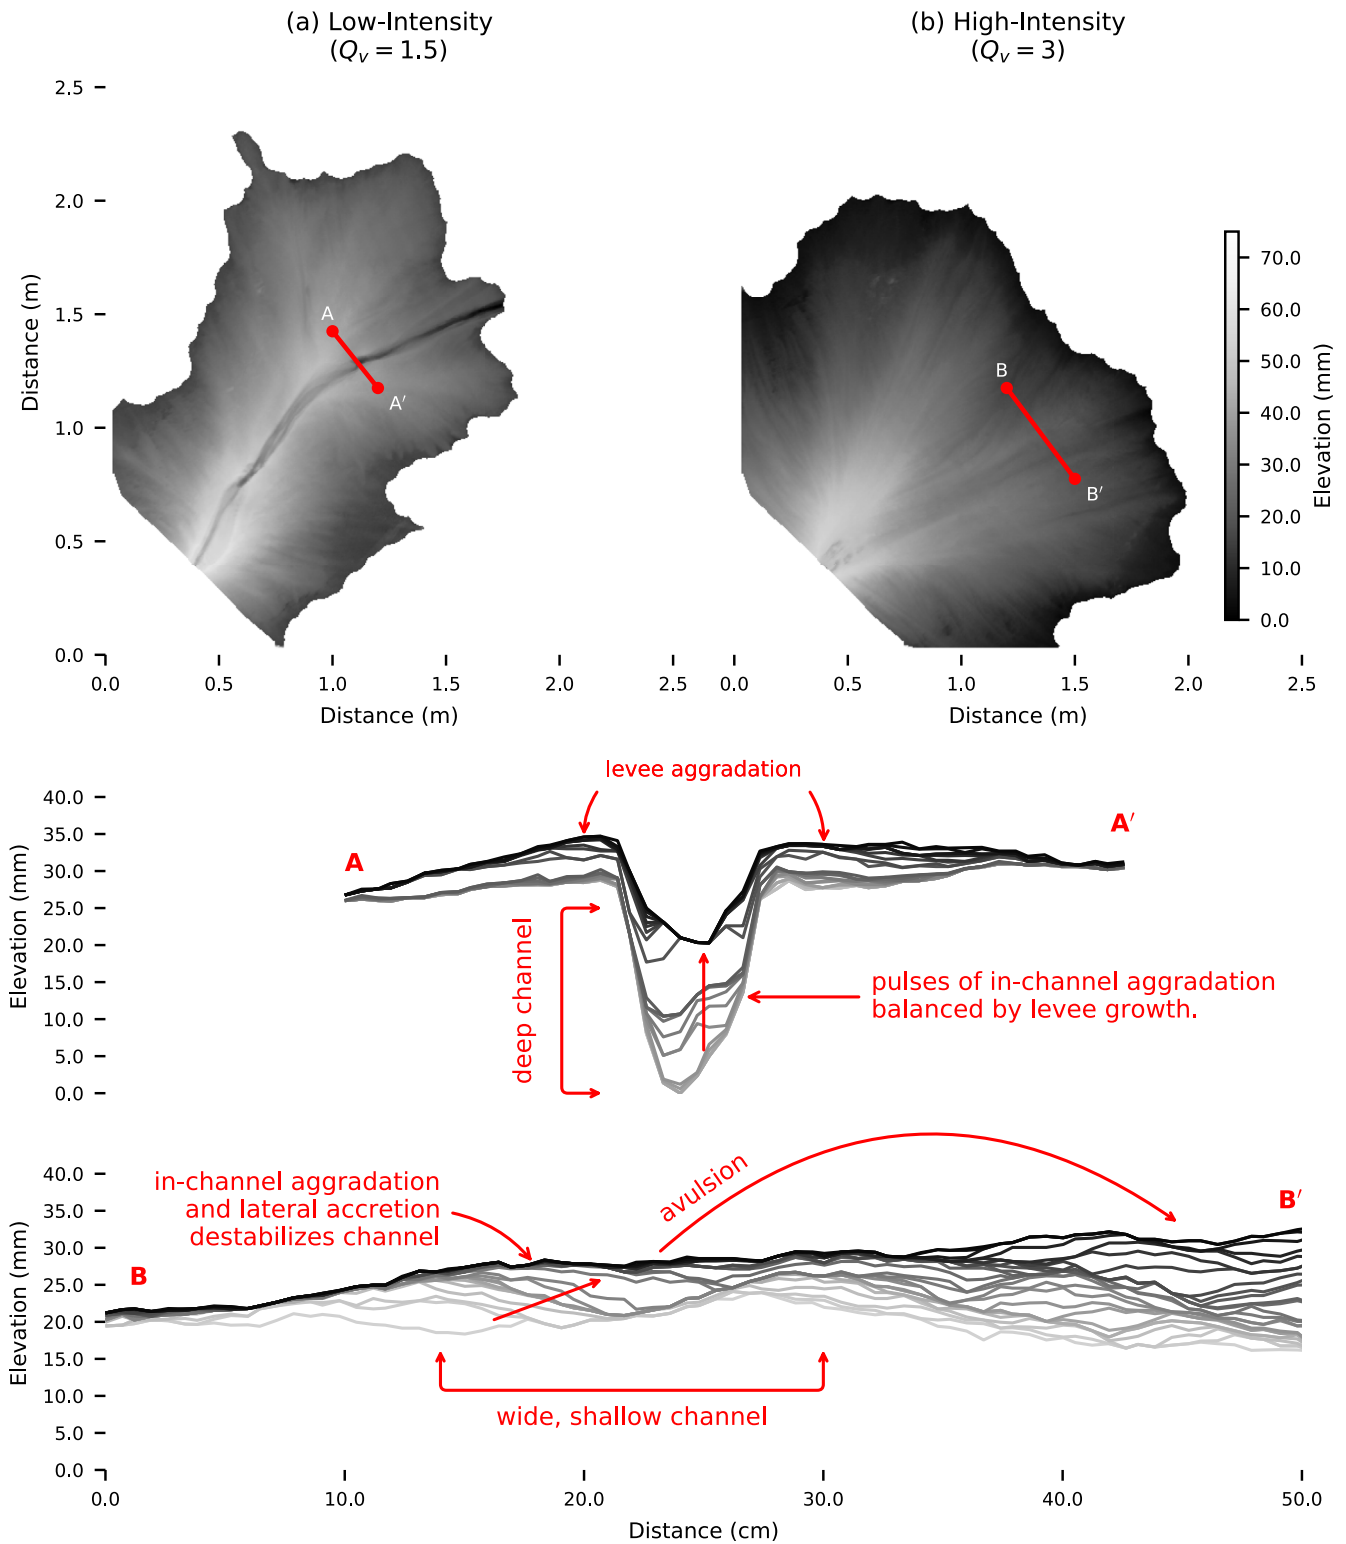 (a) Low-Intensity
(Q_v = 1.5)
(b) High-Intensity
(Q_v = 3)
2.5
2.0
1.5
1.0
0.5
0.0
Distance (m)
A
A′
B
B′
70.0
60.0
50.0
40.0
30.0
20.0
10.0
0.0
Elevation (mm)
0.0 0.5 1.0 1.5 2.0 2.5
Distance (m)
0.0 0.5 1.0 1.5 2.0 2.5
Distance (m)
levee aggradation
40.0
35.0
30.0
25.0
20.0
15.0
10.0
5.0
0.0
Elevation (mm)
A
A′
deep channel
pulses of in-channel aggradation
balanced by levee growth.
40.0
35.0
30.0
25.0
20.0
15.0
10.0
5.0
0.0
Elevation (mm)
in-channel aggradation
and lateral accretion
destabilizes channel
avulsion
B
B′
wide, shallow channel
0.0 10.0 20.0 30.0 40.0 50.0
Distance (cm)